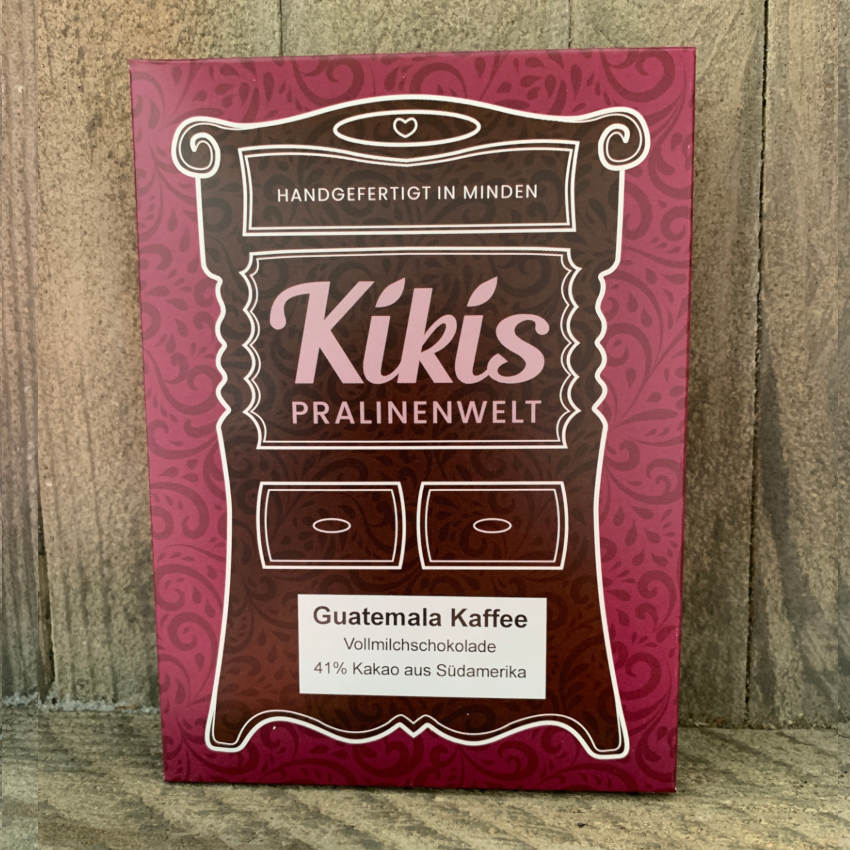 HANDGEFERTIGT IN MINDEN
Kikis
PRALINENWELT
Guatemala Kaffee
Vollmilchschokolade
41% Kakao aus Südamerika